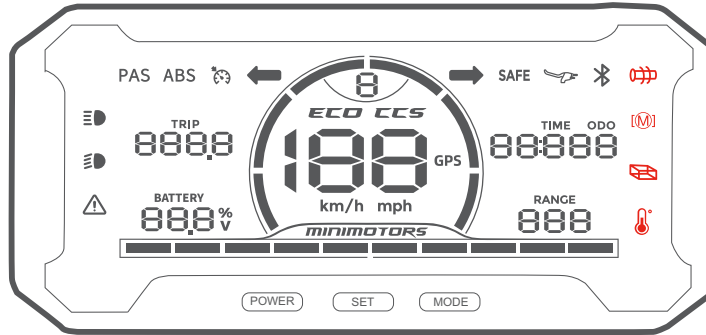 PAS ABS
SAFE
8
ECO CCS
TRIP
888.8
188
GPS
km/h mph
TIME ODO
88:888
[M]
BATTERY
88.8 % V
RANGE
888
MINIMOTORS
POWER SET MODE